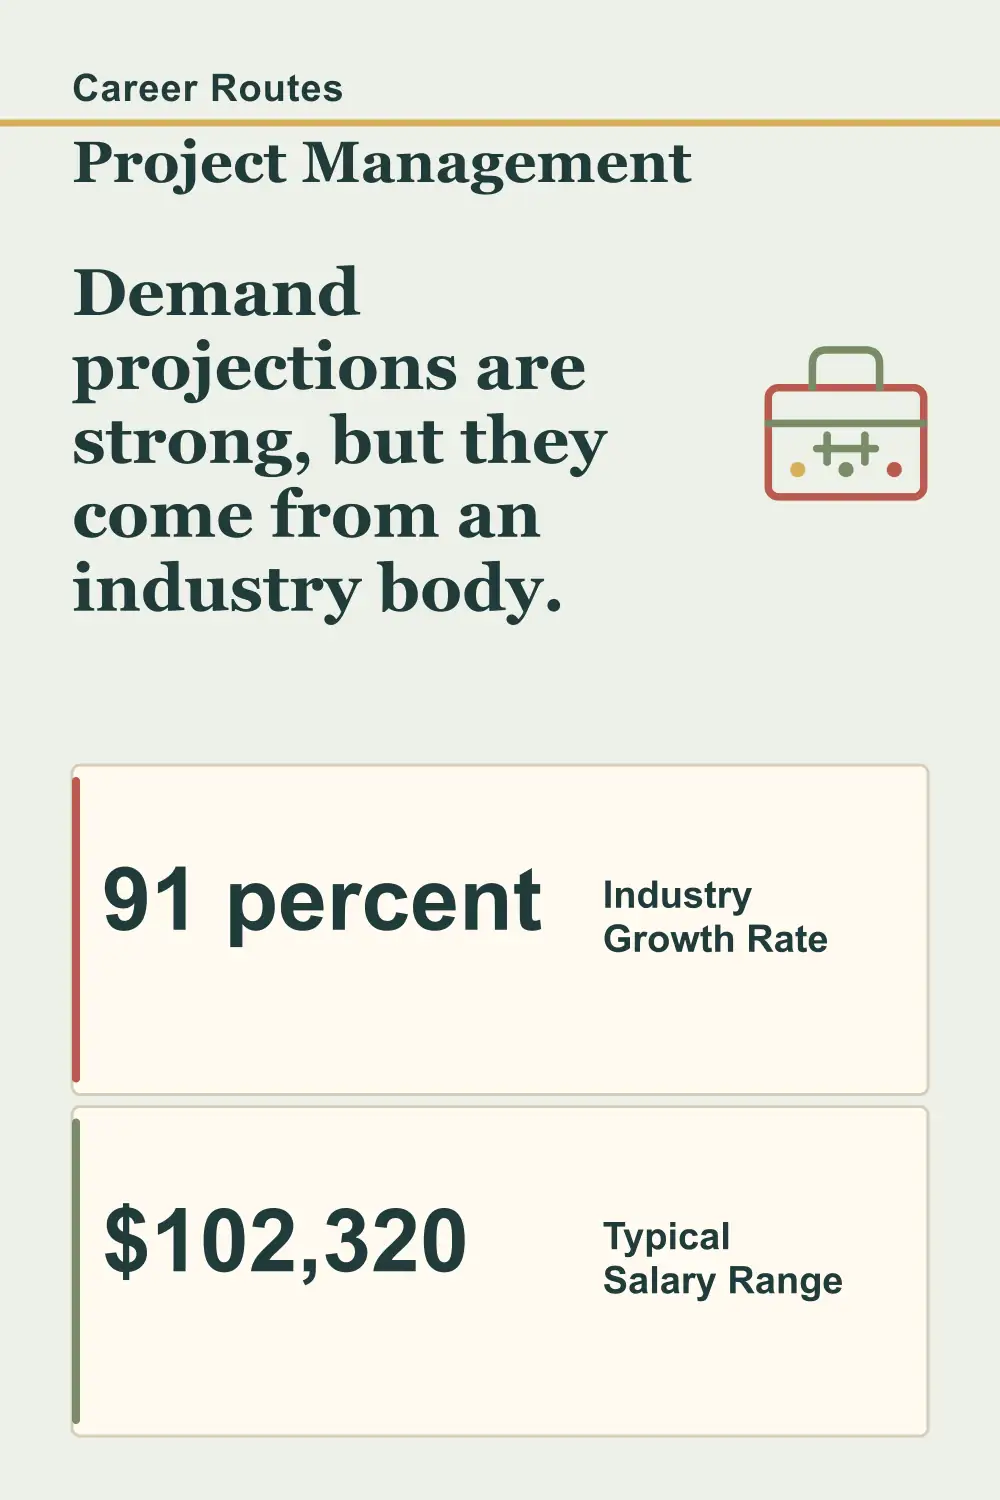 Career Routes
Project Management
Demand
projections are
strong, but they
come from an
industry body.
91 percent
Industry
Growth Rate
$102,320
Typical
Salary Range